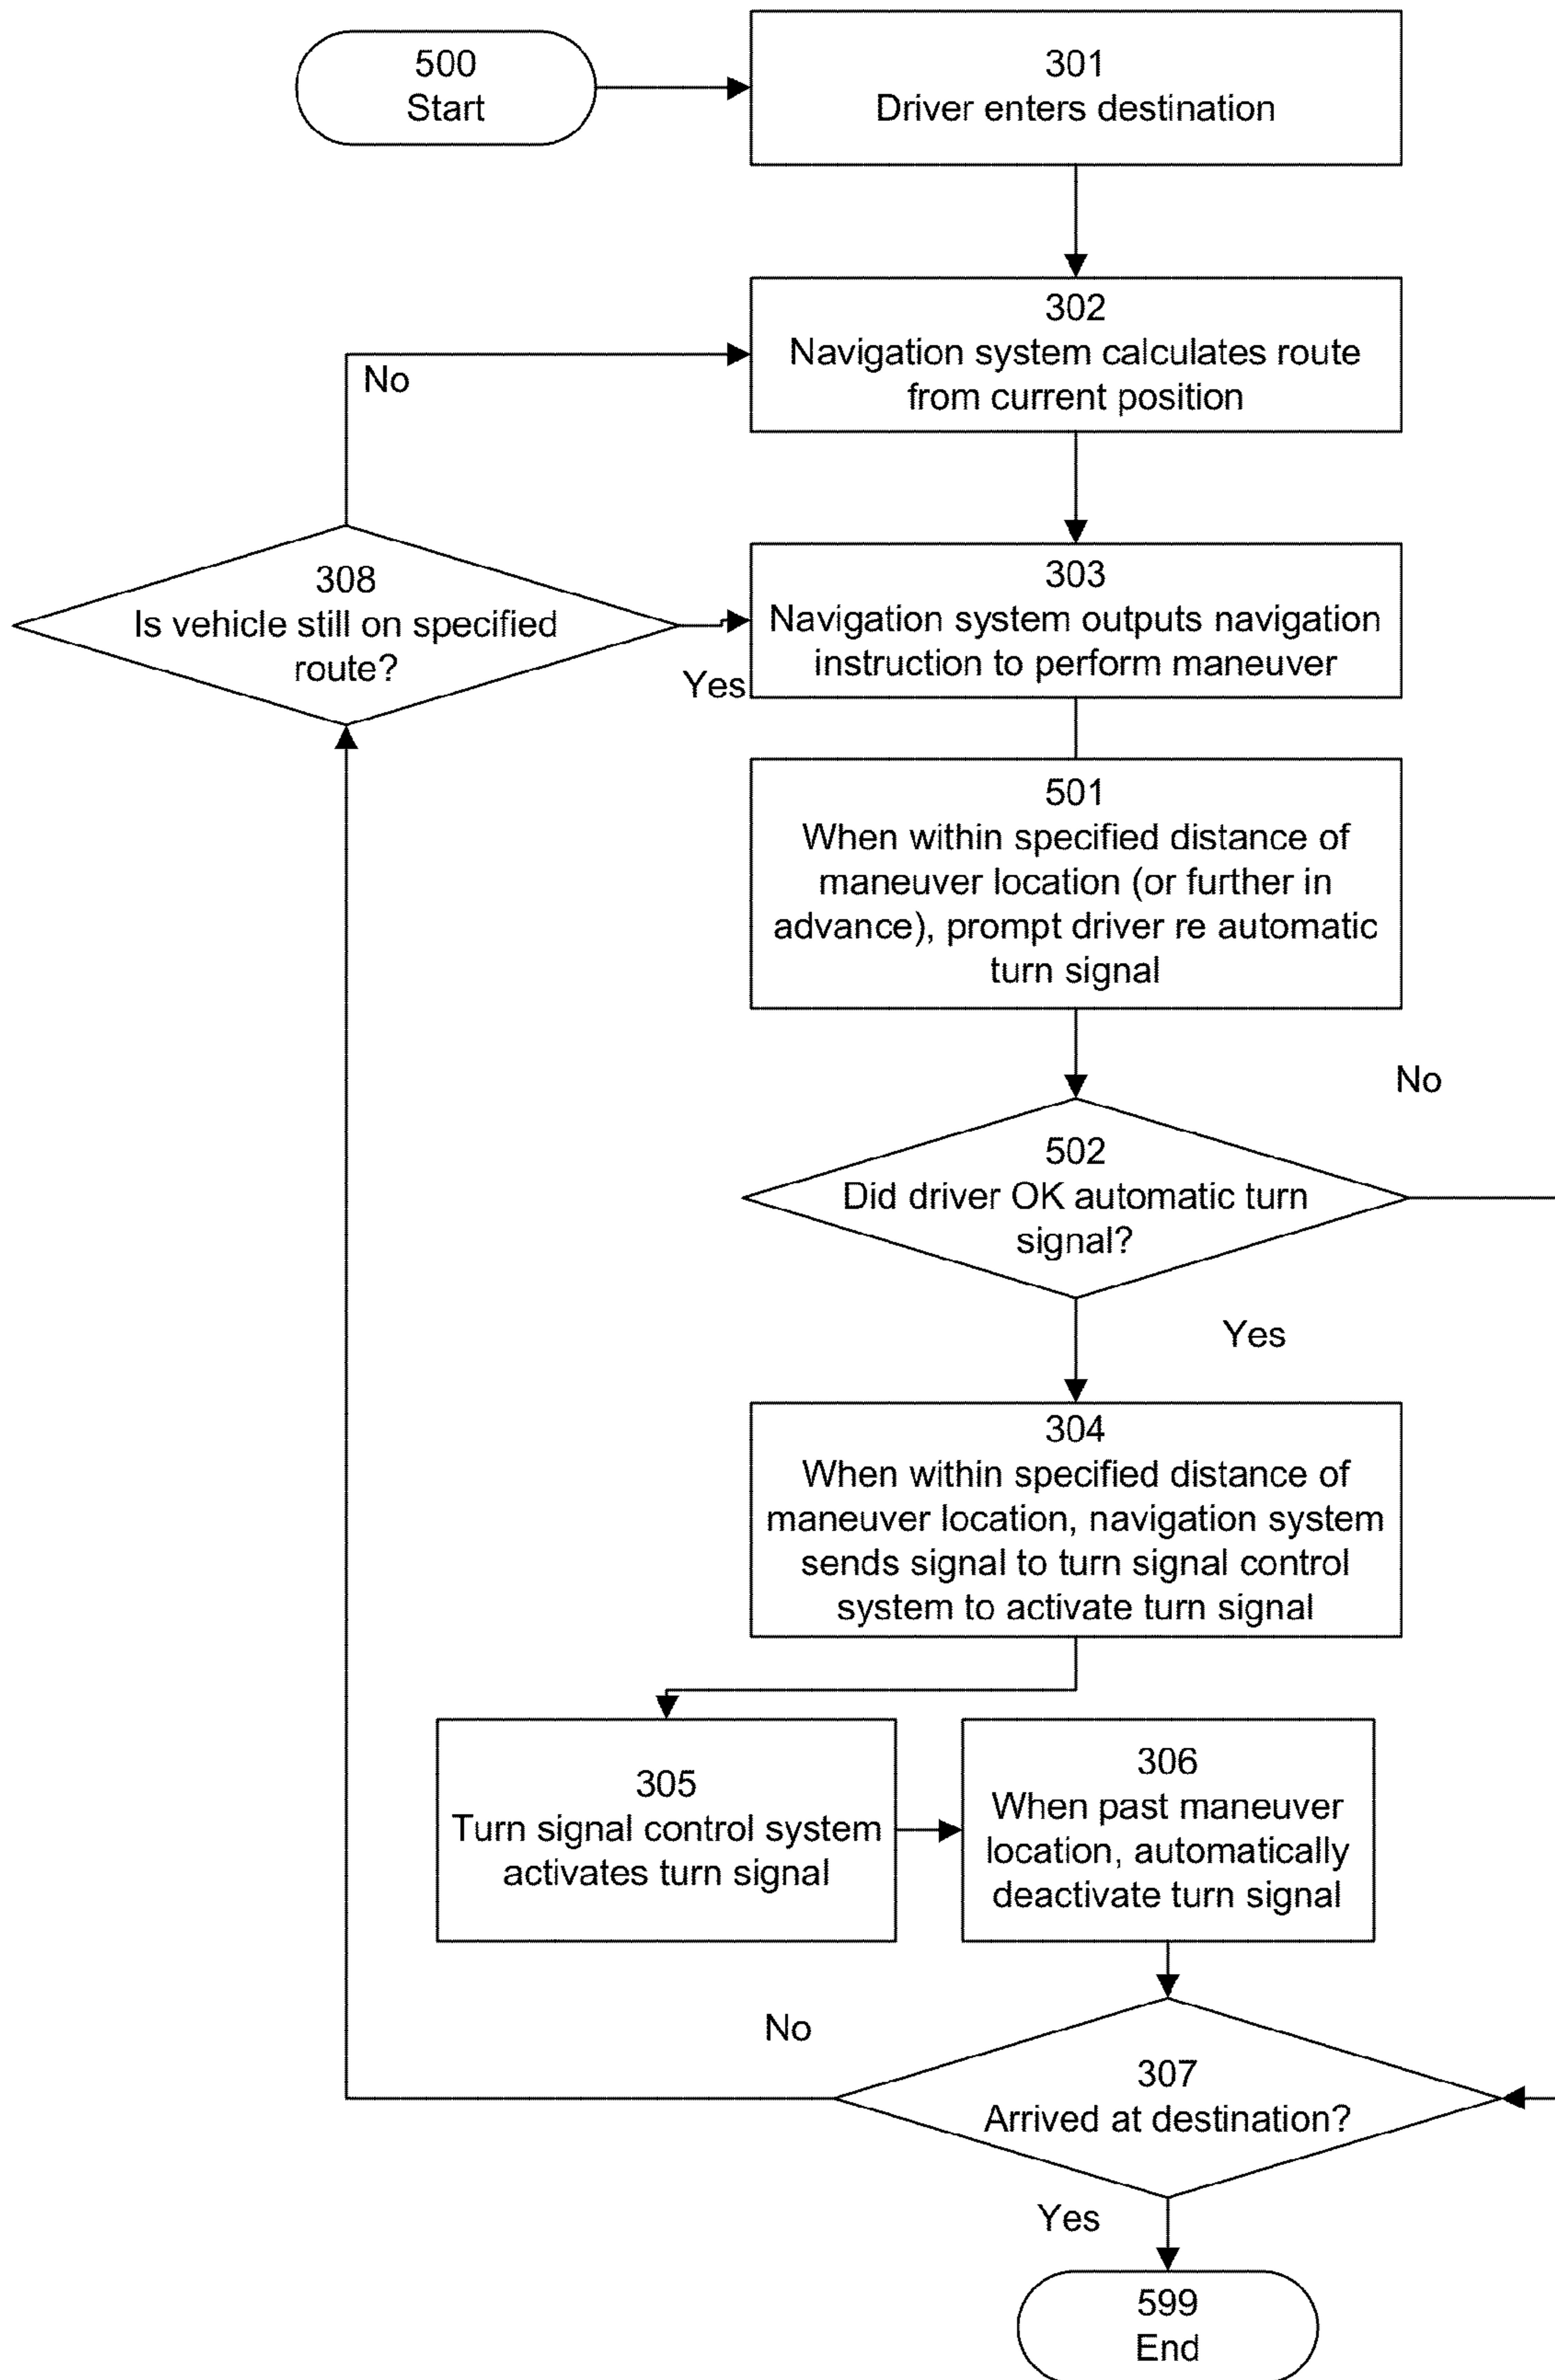 500
Start
301
Driver enters destination
302
Navigation system calculates route
from current position
No
308
Is vehicle still on specified
route?
Yes
303
Navigation system outputs navigation
instruction to perform maneuver
501
When within specified distance of
maneuver location (or further in
advance), prompt driver re automatic
turn signal
No
502
Did driver OK automatic turn
signal?
Yes
304
When within specified distance of
maneuver location, navigation system
sends signal to turn signal control
system to activate turn signal
305
Turn signal control system
activates turn signal
306
When past maneuver
location, automatically
deactivate turn signal
No
307
Arrived at destination?
Yes
599
End